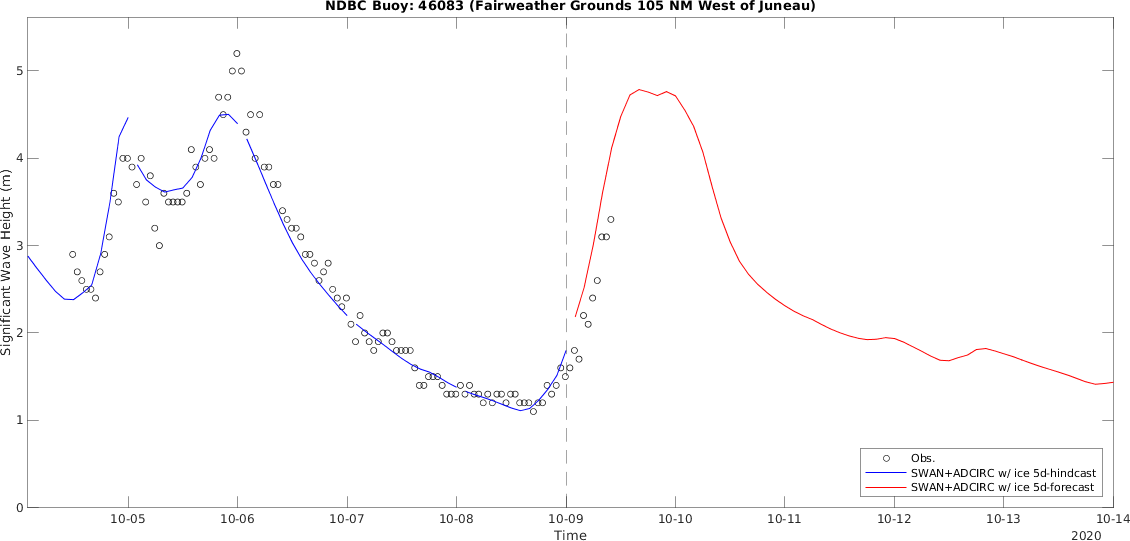 NDBC Buoy: 46083 (Fairweather Grounds 105 NM West of Juneau)
Significant Wave Height (m)
5
4
3
2
1
0
Obs.
SWAN+ADCIRC w/ ice 5d-hindcast
SWAN+ADCIRC w/ ice 5d-forecast
10-05 10-06 10-07 10-08 10-09 10-10 10-11 10-12 10-13 10-14
Time
2020